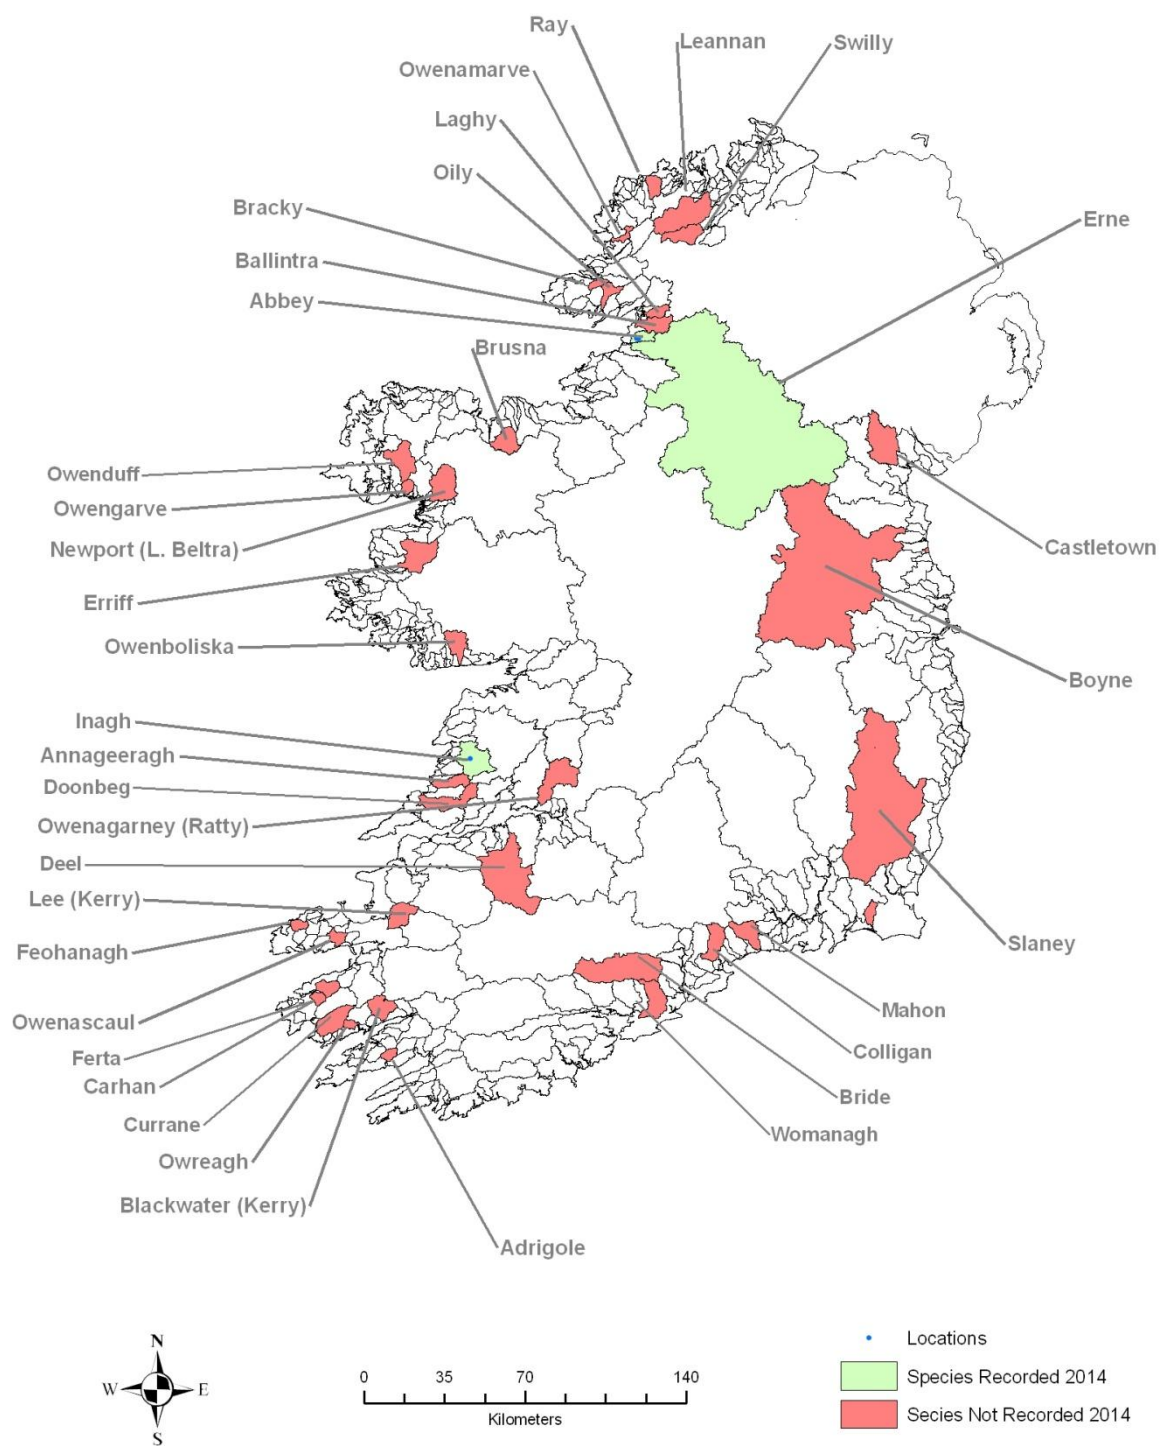 Ray
Leannan
Swilly
Owenamarve
Laghy
Oily
Bracky
Erne
Ballintra
Abbey
Brusna
Owenduff
Owengarve
Newport (L. Beltra)
Castletown
Erriff
Owenboliska
Boyne
Inagh
Annageeragh
Doonbeg
Owenagarney (Ratty)
Deel
Lee (Kerry)
Slaney
Feohanagh
Mahon
Owenascaul
Colligan
Ferta
Carhan
Bride
Currane
Womanagh
Owreagh
Blackwater (Kerry)
Adrigole
N
W E
S
0 35 70 140
Kilometers
Locations
Species Recorded 2014
Secies Not Recorded 2014